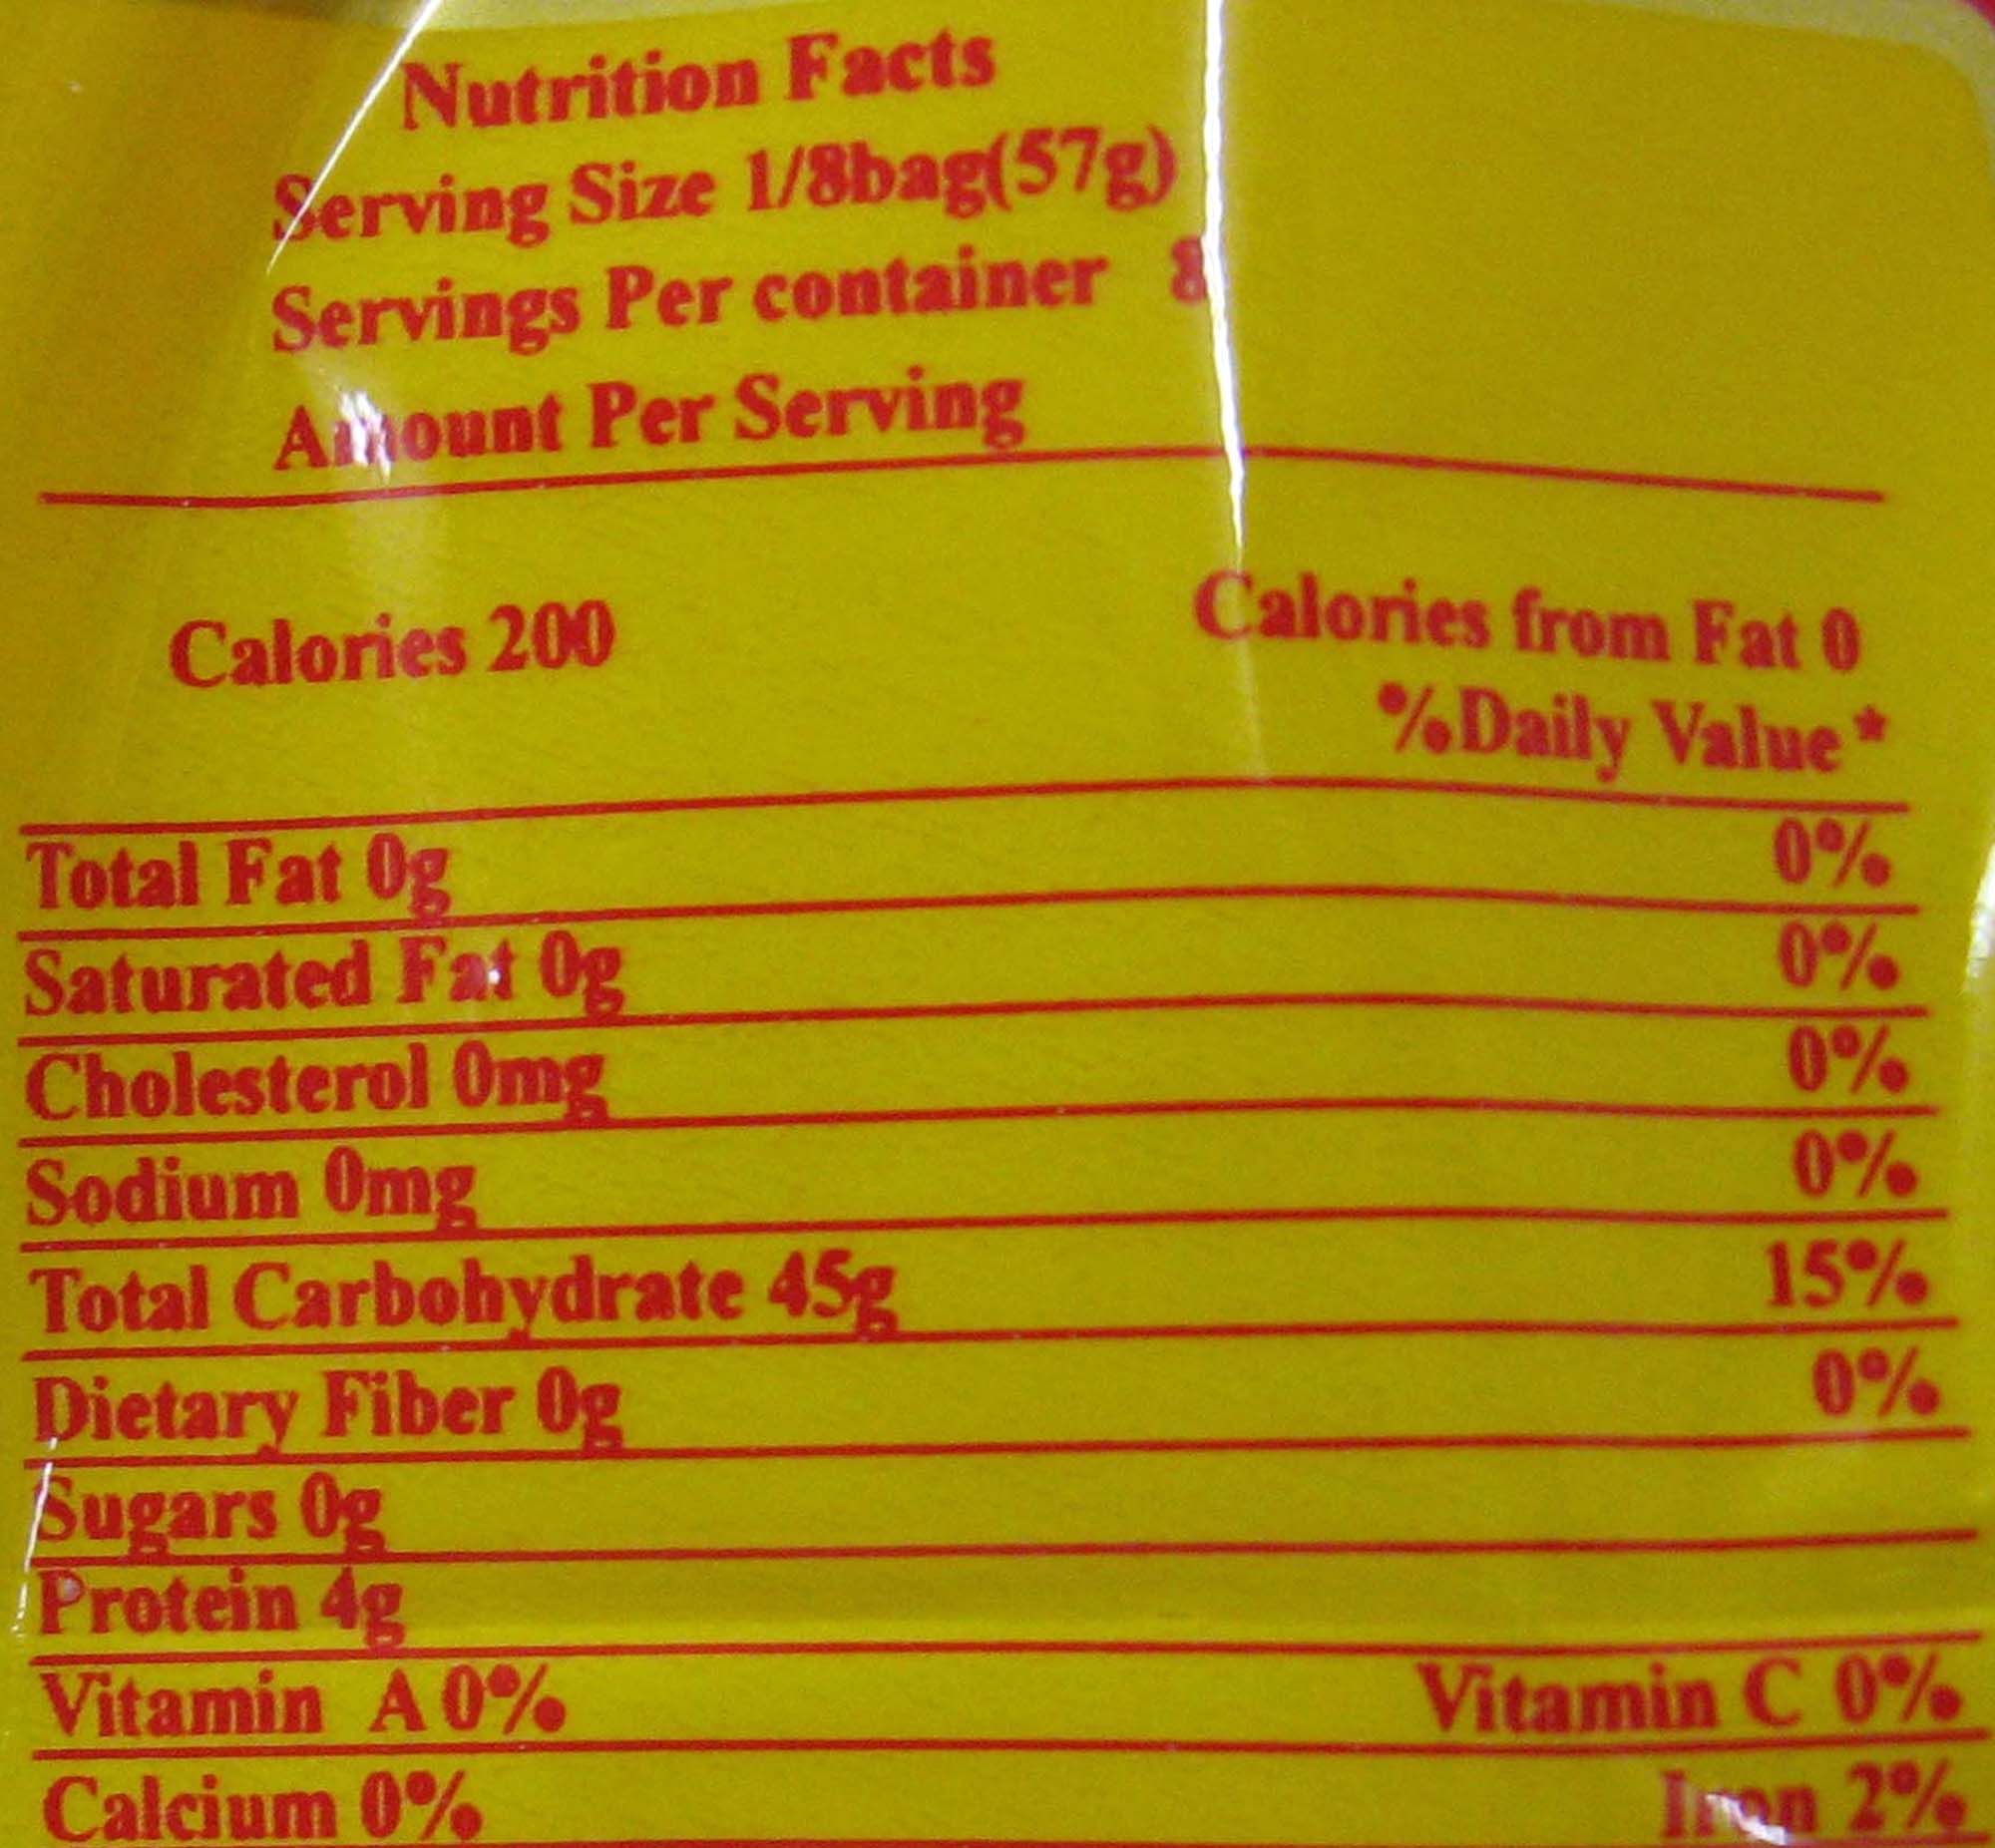 Nutrition Facts
Serving Size 1/8bag(57g)
Servings Per container 8
Amount Per Serving
Calories 200
Calories from Fat 0
%Daily Value*
Total Fat 0g 0%
Saturated Fat 0g 0%
Cholesterol 0mg 0%
Sodium 0mg 0%
Total Carbohydrate 45g 15%
Dietary Fiber 0g 0%
Sugars 0g
Protein 4g
Vitamin A 0% Vitamin C 0%
Calcium 0% Iron 2%